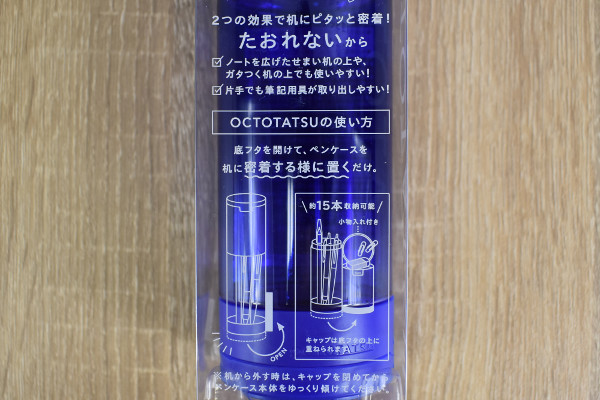 2つの効果で机にピタッと密着!
たおれないから
ノートを広げたせまい机の上や、
ガタつく机の上でも使いやすい!
片手でも筆記用具が取り出しやすい!
OCTOTATSUの使い方
底フタを開けて、ペンケースを
机に密着する様に置くだけ。
約15本収納可能
小物入れ付き
OPEN
キャップは底フタの上に
重ねられます。
※机から外す時は、キャップを閉めてから
ペンケース本体をゆっくり傾けてください。